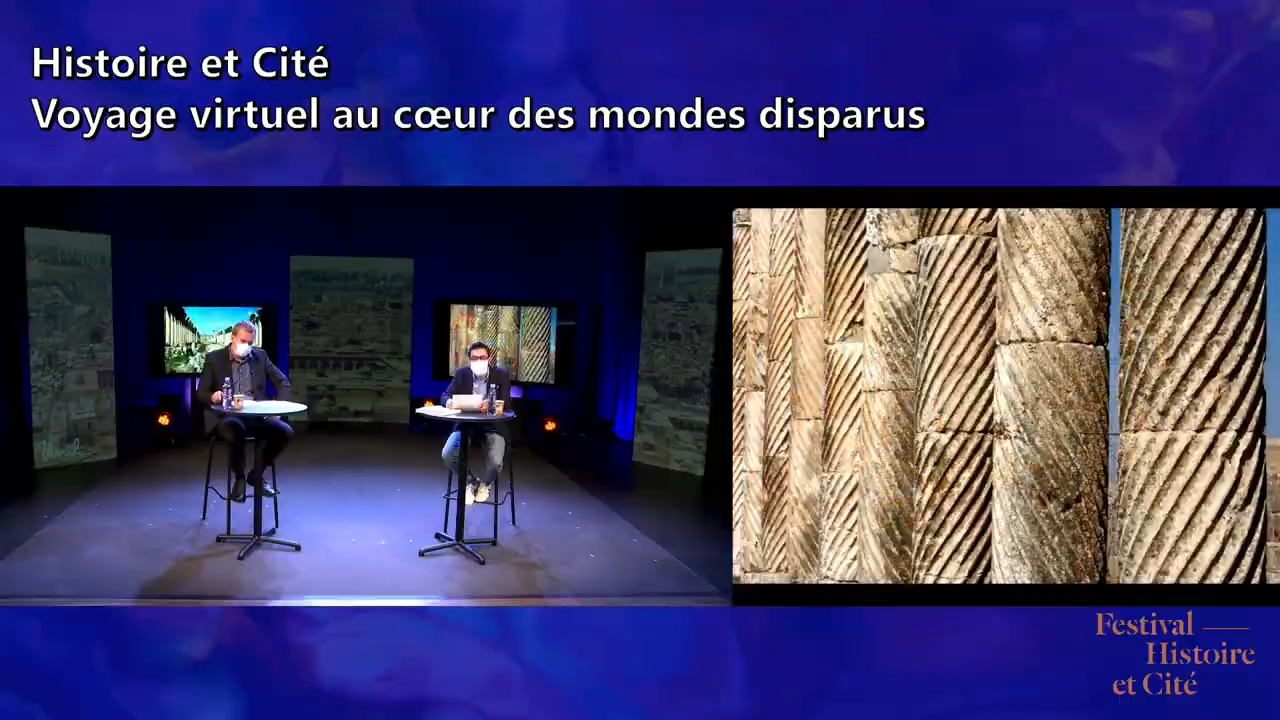 Histoire et Cité
Voyage virtuel au cœur des mondes disparus
Festival
Histoire
et Cité